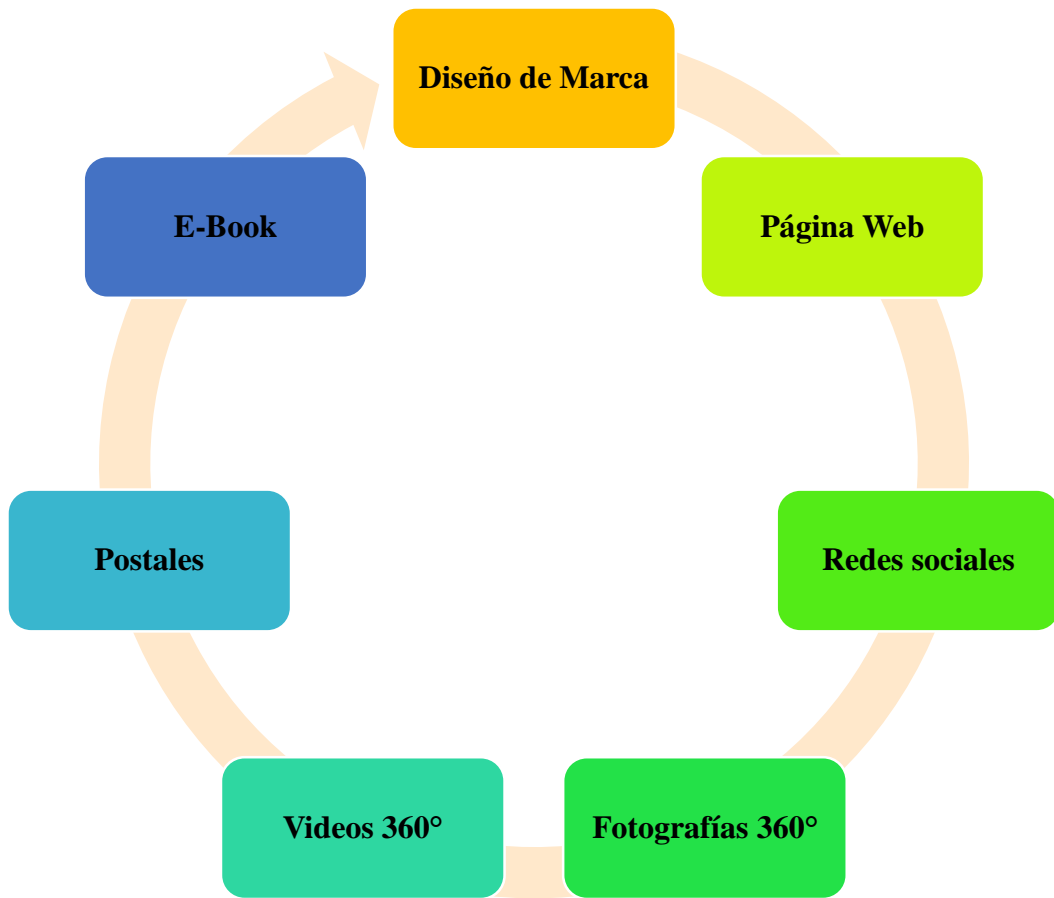 Diseño de Marca
Página Web
Redes sociales
Fotografías 360°
Videos 360°
Postales
E-Book